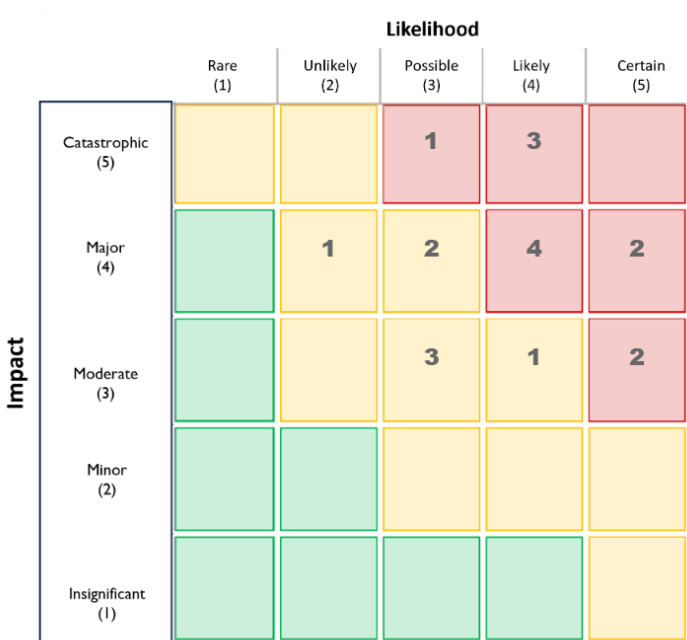 Likelihood
Rare Unlikely Possible Likely Certain
(1) (2) (3) (4) (5)
Catastrophic
(5)
1 3
Major
(4)
1 2 4 2
Impact
Moderate
(3)
3 1 2
Minor
(2)
Insignificant
(1)